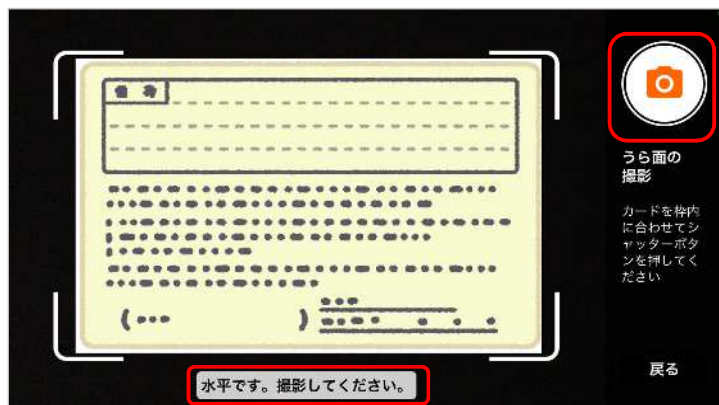 備考
うら面の
撮影
カードを枠内
に合わせてシ
ャッターボタ
ンを押してく
ださい
水平です。撮影してください。
戻る